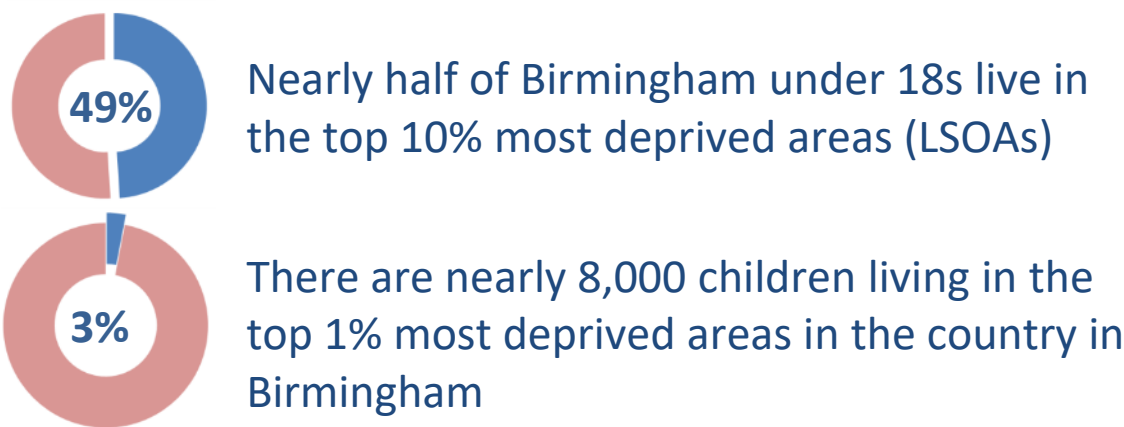 49%
Nearly half of Birmingham under 18s live in
the top 10% most deprived areas (LSOAs)
3%
There are nearly 8,000 children living in the
top 1% most deprived areas in the country in
Birmingham